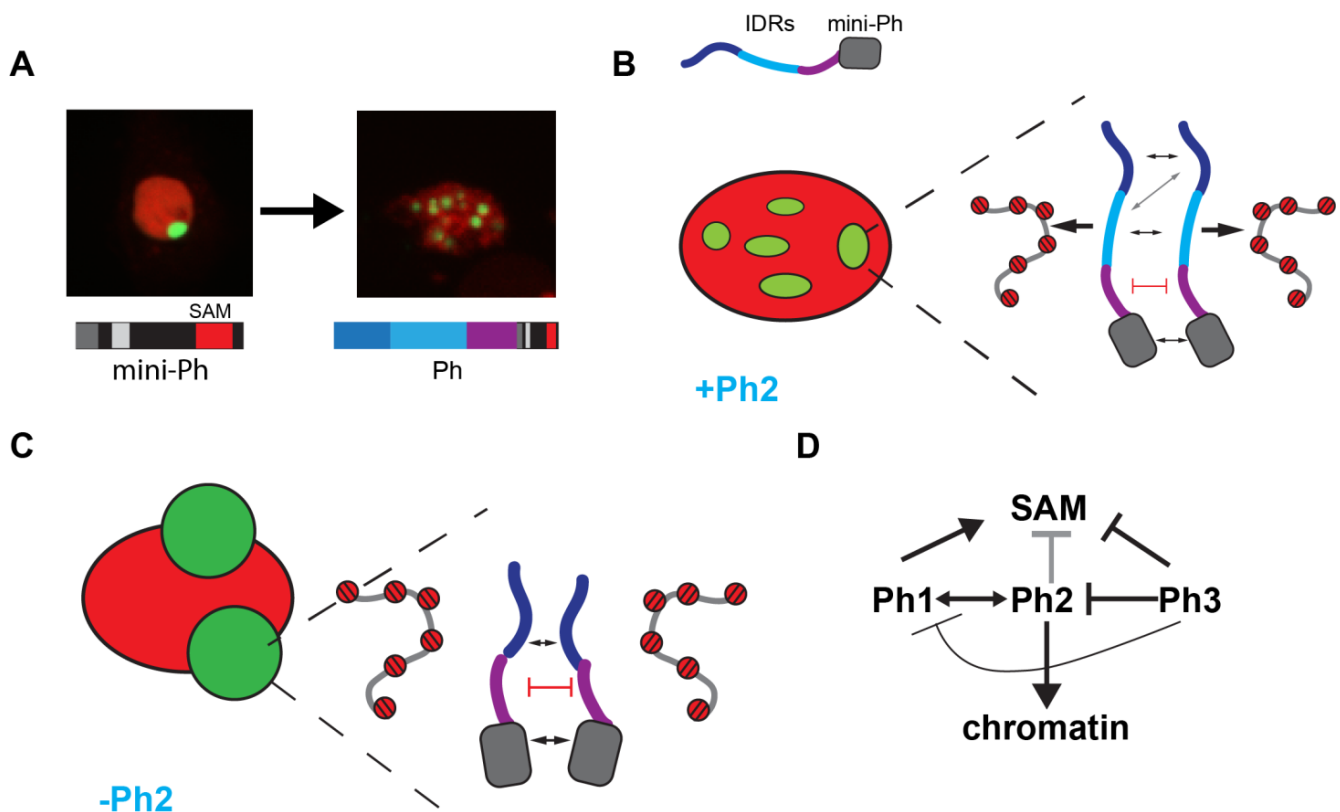 A
SAM
mini-Ph
Ph
B
IDRs mini-Ph
+Ph2
C
-Ph2
D
SAM
Ph1 Ph2 Ph3
chromatin